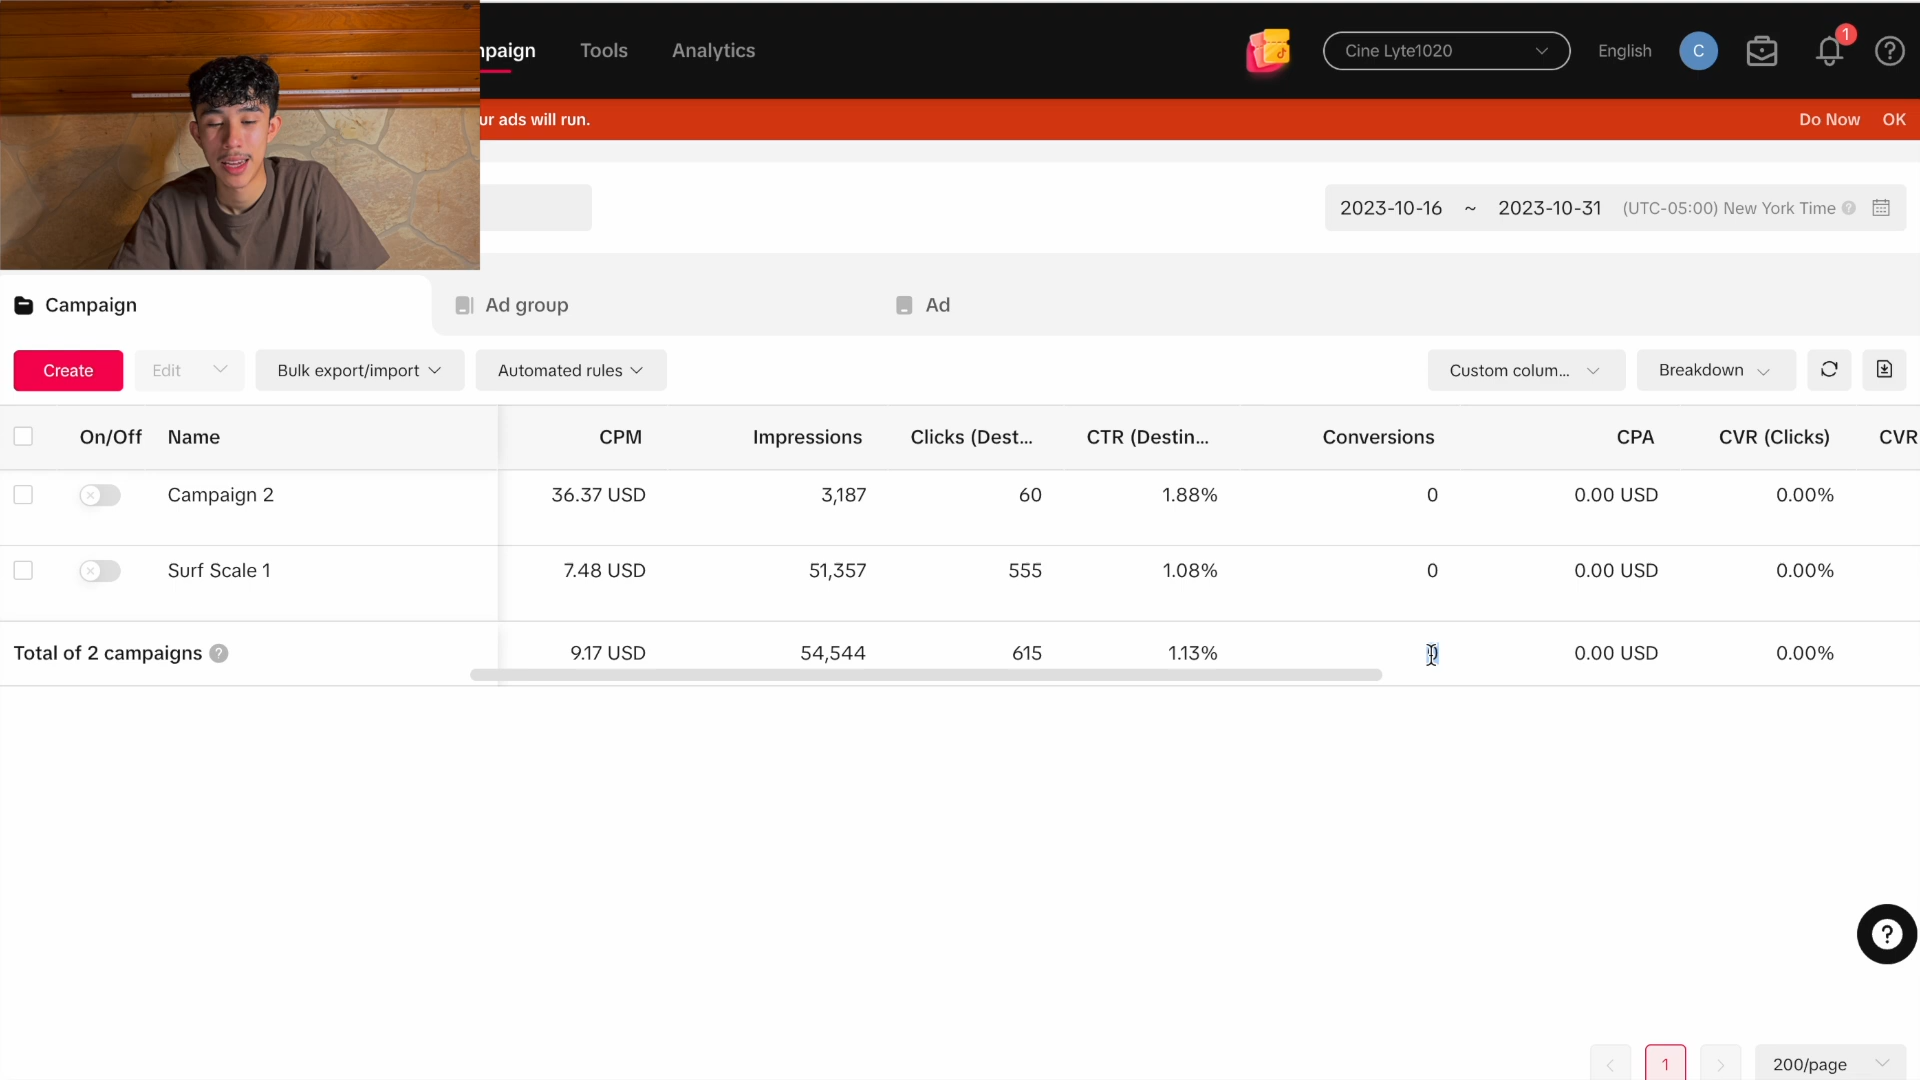 mpaign Tools Analytics Cine Lyte1020 English C 1
ur ads will run. Do Now OK
2023-10-16 ~ 2023-10-31 (UTC-05:00) New York Time
Campaign Ad group Ad
Create Edit Bulk export/import Automated rules Custom colum... Breakdown
On/Off Name CPM Impressions Clicks (Dest... CTR (Destin... Conversions CPA CVR (Clicks) CVR
Campaign 2 36.37 USD 3,187 60 1.88% 0 0.00 USD 0.00%
Surf Scale 1 7.48 USD 51,357 555 1.08% 0 0.00 USD 0.00%
Total of 2 campaigns ? 9.17 USD 54,544 615 1.13% 0.00 USD 0.00%
?
1 200/page